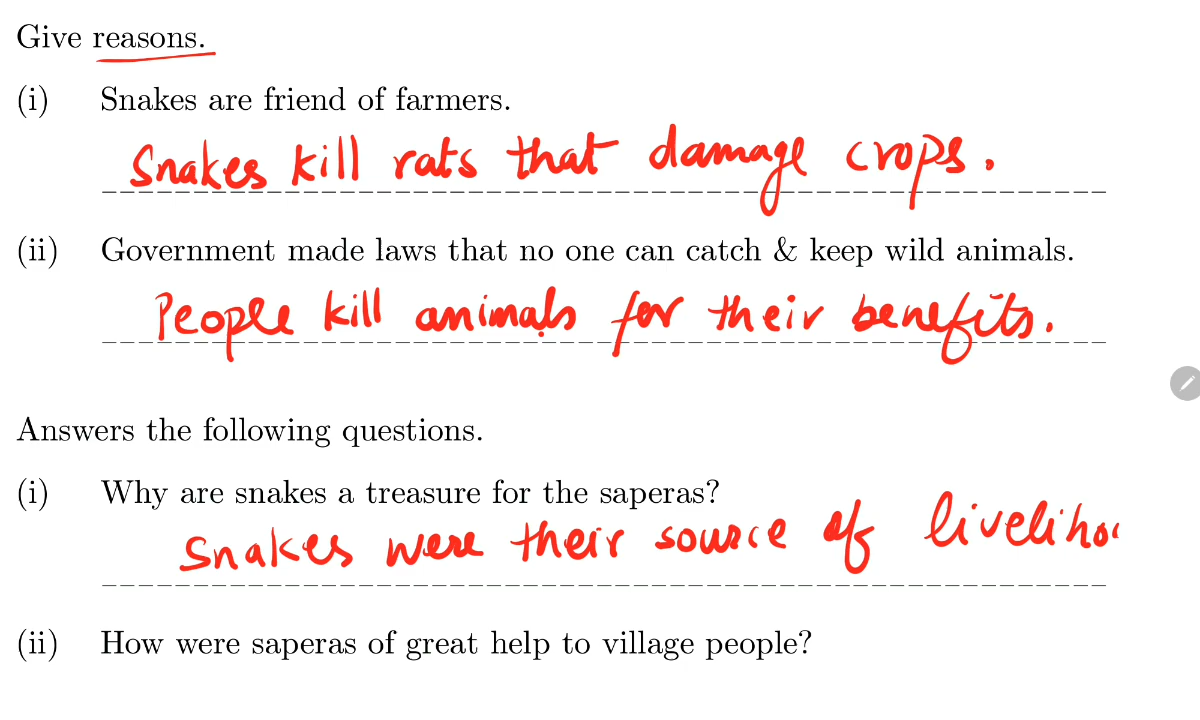 Give reasons.
(i) Snakes are friend of farmers.
Snakes kill rats that damage crops.
(ii) Government made laws that no one can catch & keep wild animals.
People kill animals for their benefits.
Answers the following questions.
(i) Why are snakes a treasure for the saperas?
Snakes were their source of
(ii) How were saperas of great help to village people?